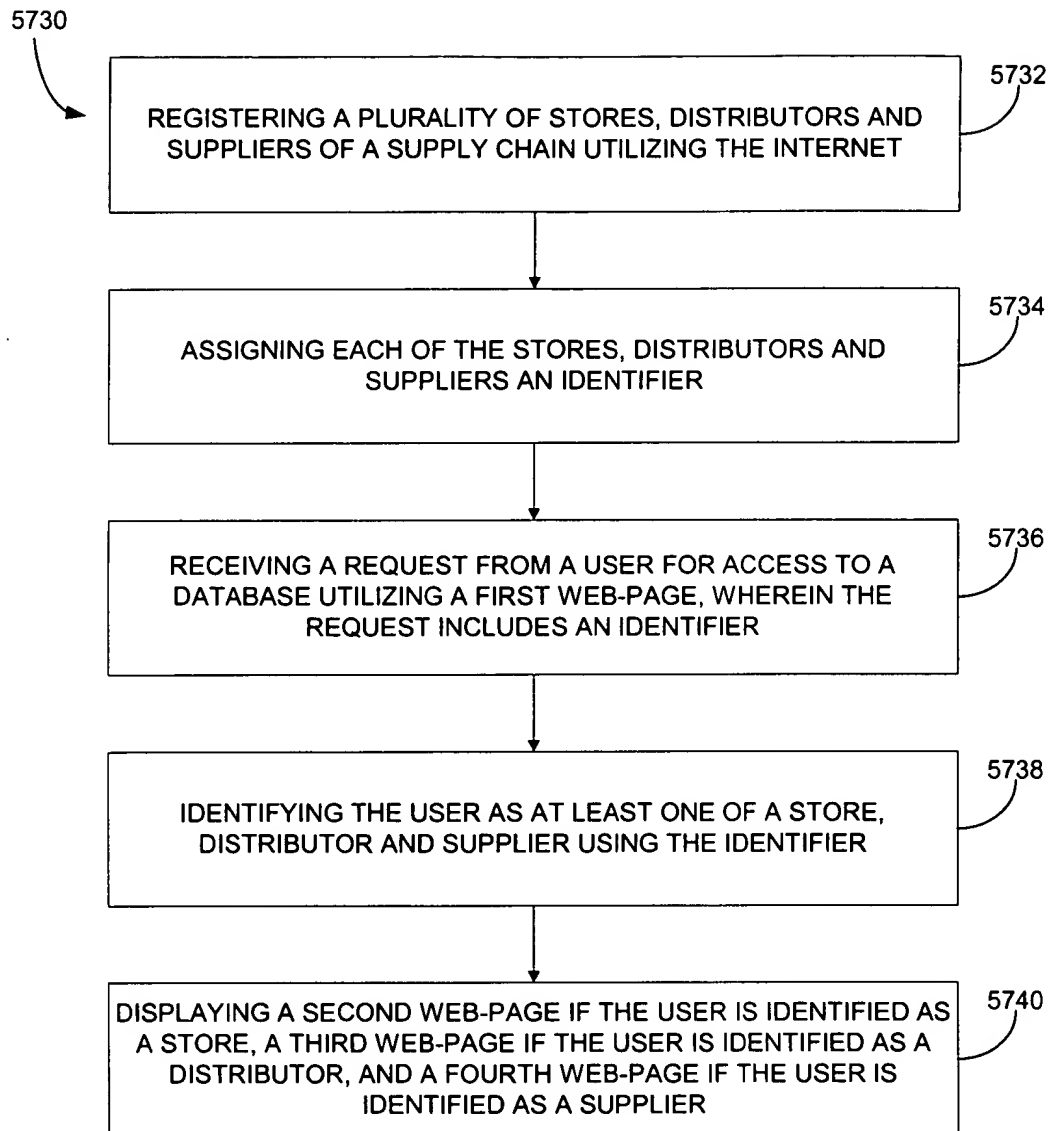 5730
5732
REGISTERING A PLURALITY OF STORES, DISTRIBUTORS AND
SUPPLIERS OF A SUPPLY CHAIN UTILIZING THE INTERNET
5734
ASSIGNING EACH OF THE STORES, DISTRIBUTORS AND
SUPPLIERS AN IDENTIFIER
5736
RECEIVING A REQUEST FROM A USER FOR ACCESS TO A
DATABASE UTILIZING A FIRST WEB-PAGE, WHEREIN THE
REQUEST INCLUDES AN IDENTIFIER
5738
IDENTIFYING THE USER AS AT LEAST ONE OF A STORE,
DISTRIBUTOR AND SUPPLIER USING THE IDENTIFIER
5740
DISPLAYING A SECOND WEB-PAGE IF THE USER IS IDENTIFIED AS
A STORE, A THIRD WEB-PAGE IF THE USER IS IDENTIFIED AS A
DISTRIBUTOR, AND A FOURTH WEB-PAGE IF THE USER IS
IDENTIFIED AS A SUPPLIER